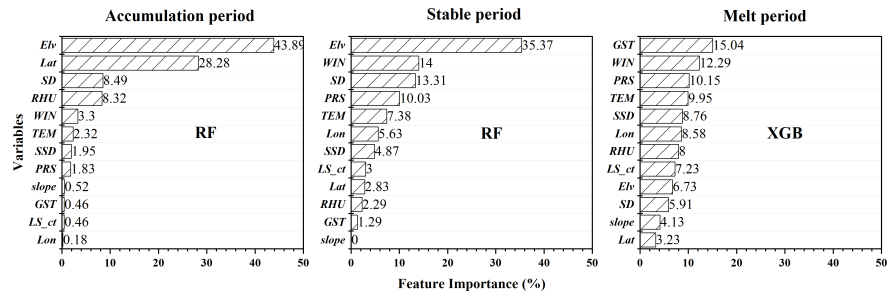 Accumulation period
Stable period
Melt period
Variables
Elv 43.89
Lat 28.28
SD 8.49
RHU 8.32
WIN 3.3
TEM 2.32
SSD 1.95
PRS 1.83
slope 0.52
GST 0.46
LS_ct 0.46
Lon 0.18
RF
0 10 20 30 40 50
Elv 35.37
WIN 14
SD 13.31
PRS 10.03
TEM 7.38
Lon 5.63
SSD 4.87
LS_ct 3
Lat 2.83
RHU 2.29
GST 1.29
slope 0
RF
0 10 20 30 40 50
GST 15.04
WIN 12.29
PRS 10.15
TEM 9.95
SSD 8.76
Lon 8.58
RHU 8
LS_ct 7.23
Elv 6.73
SD 5.91
slope 4.13
Lat 3.23
XGB
0 10 20 30 40 50
Feature Importance (%)